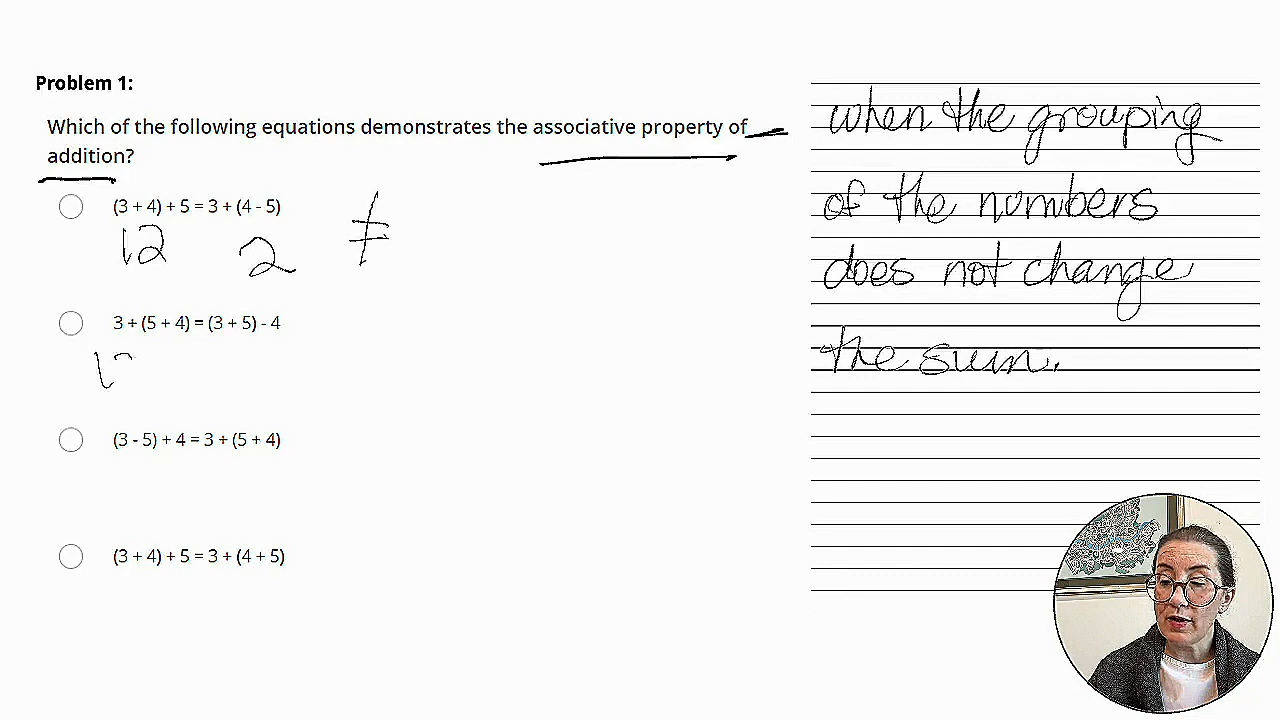 Problem 1:
Which of the following equations demonstrates the associative property of
addition?
(3 + 4) + 5 = 3 + (4 - 5)
12 2 ≠
3 + (5 + 4) = (3 + 5) - 4
(3 - 5) + 4 = 3 + (5 + 4)
(3 + 4) + 5 = 3 + (4 + 5)
when the grouping
of the numbers
does not change
the sum.